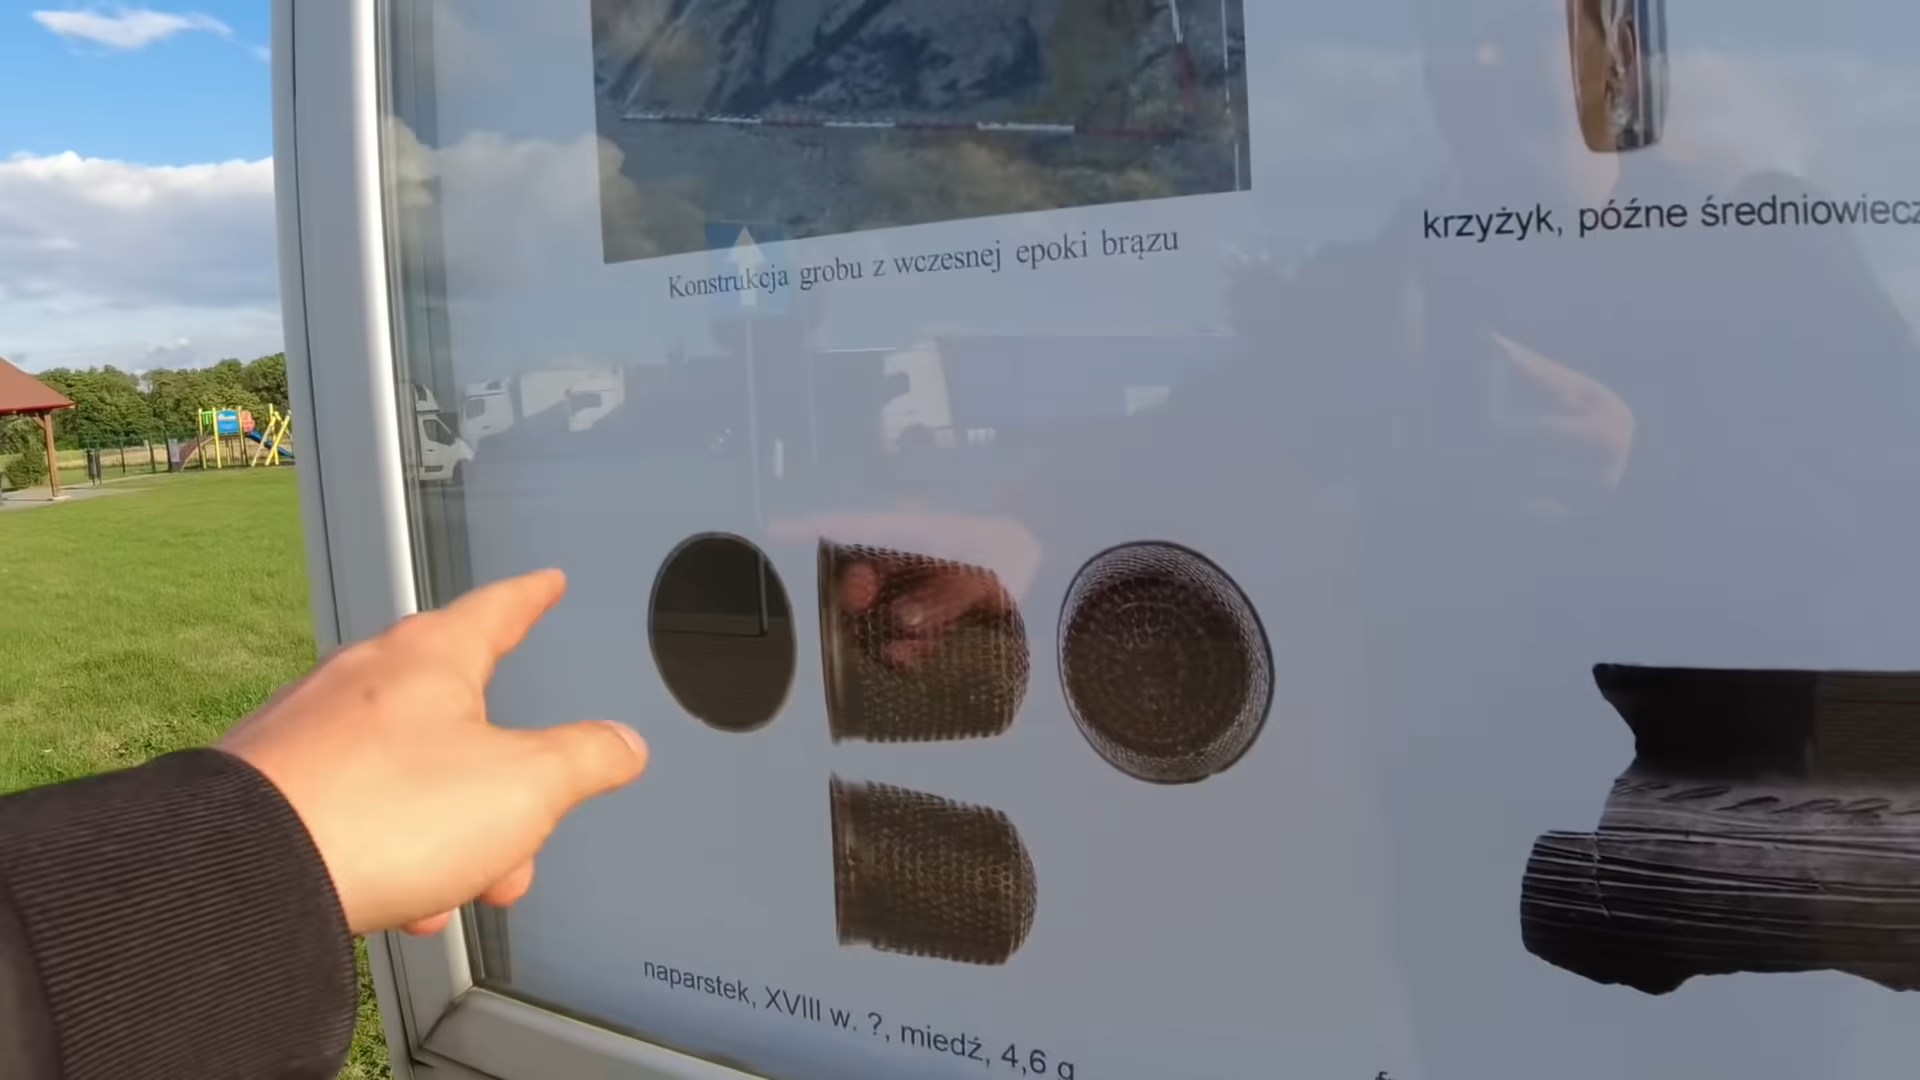 Konstrukcja grobu z wczesnej epoki brązu
krzyżyk, późne średniowiecz
naparstek, XVIII w. ?, miedź, 4,6 g